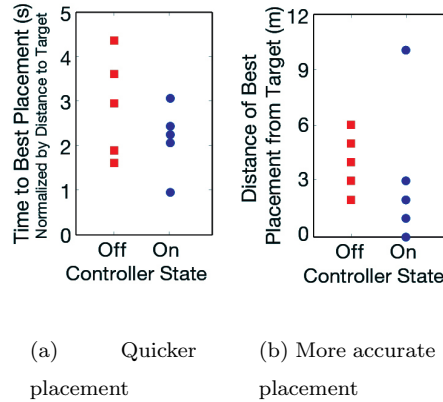 Time to Best Placement (s)
Normalized by Distance to Target
5
4
3
2
1
0
Off On
Controller State
Distance of Best
Placement from Target (m)
12
9
6
3
0
Off On
Controller State
(a) Quicker
placement
(b) More accurate
placement